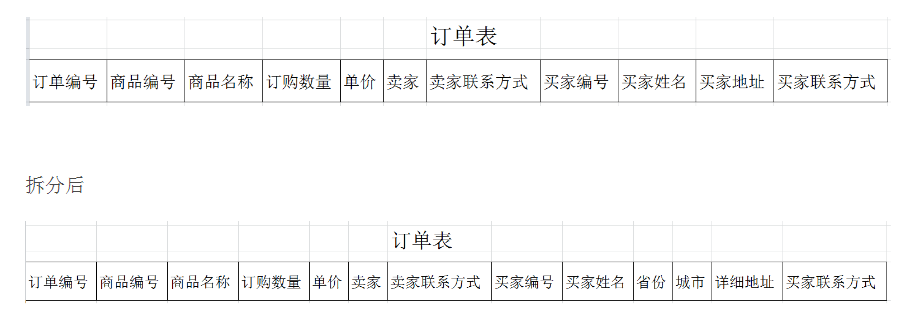 订单表
订单编号 商品编号 商品名称 订购数量 单价 卖家 卖家联系方式 买家编号 买家姓名 买家地址 买家联系方式
拆分后
订单表
订单编号 商品编号 商品名称 订购数量 单价 卖家 卖家联系方式 买家编号 买家姓名 省份 城市 详细地址 买家联系方式